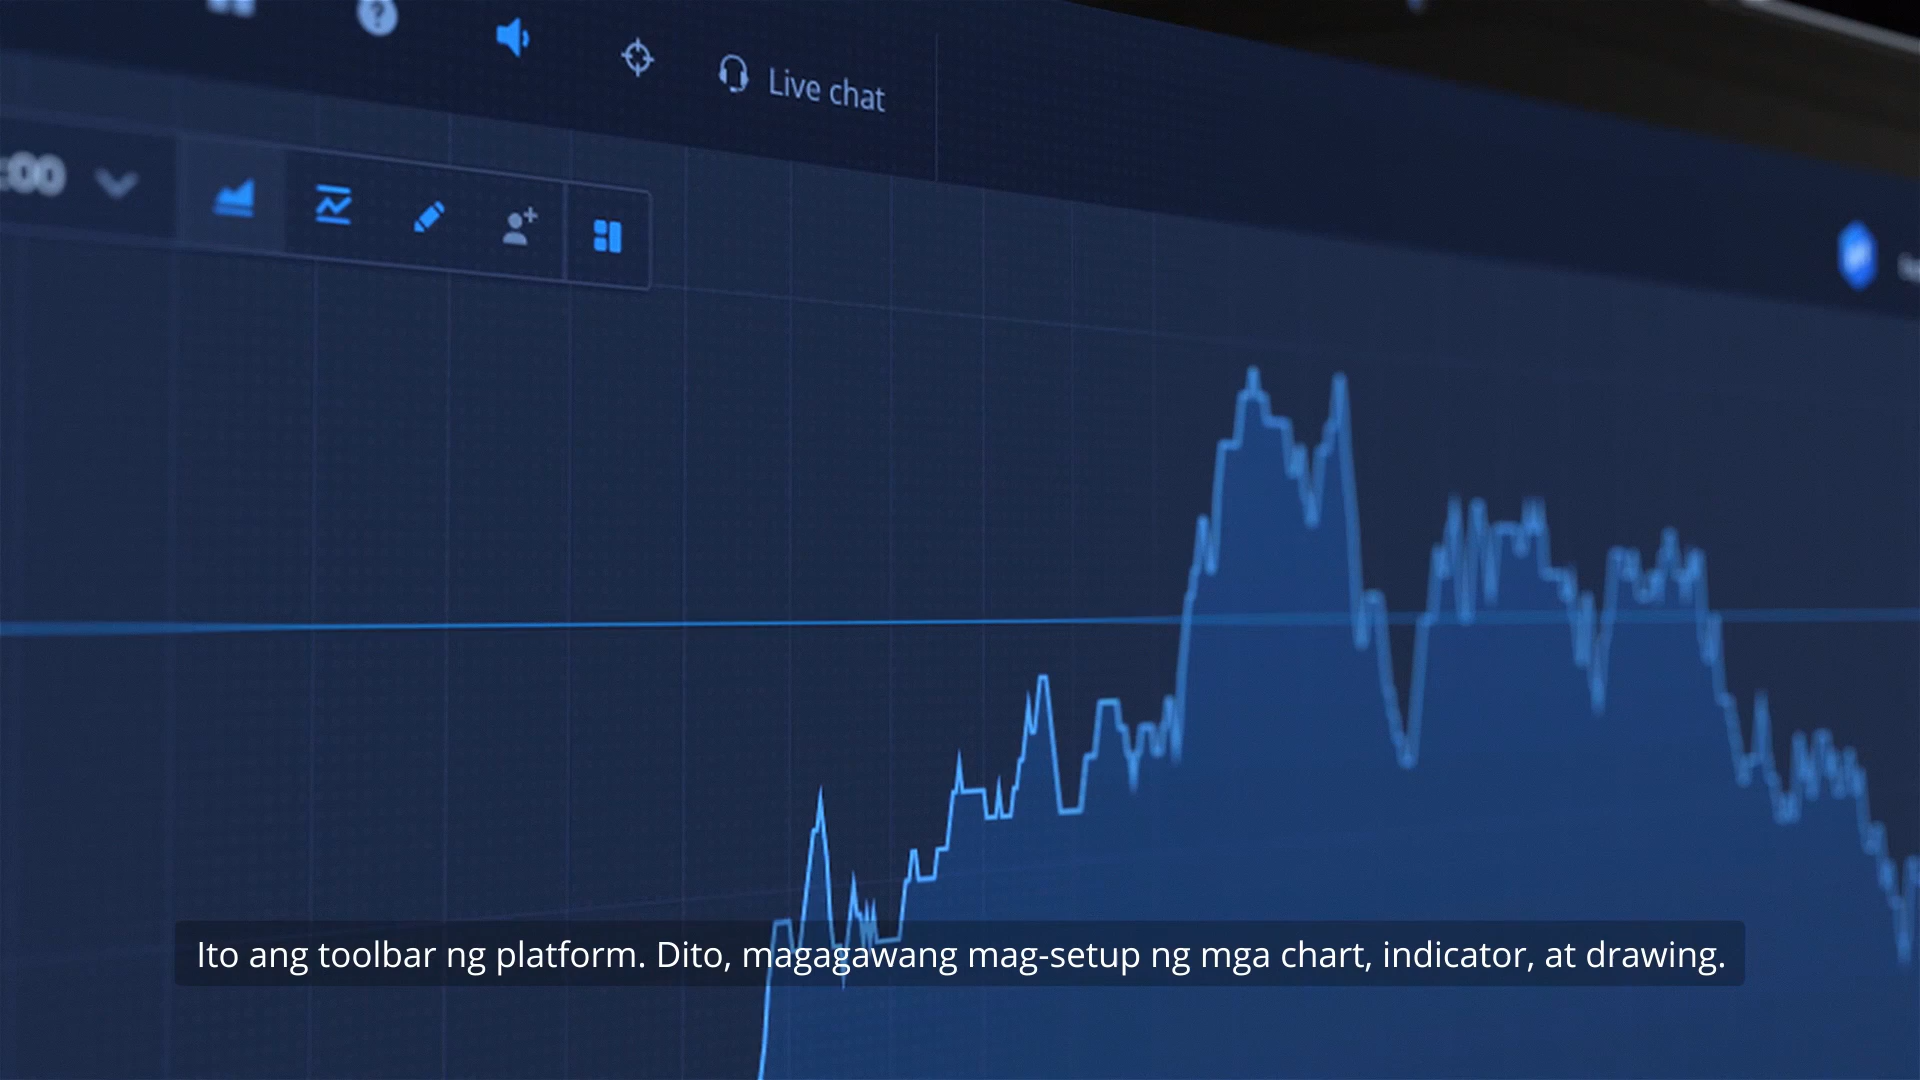 Live chat
:00
Ito ang toolbar ng platform. Dito, magagawang mag-setup ng mga chart, indicator, at drawing.